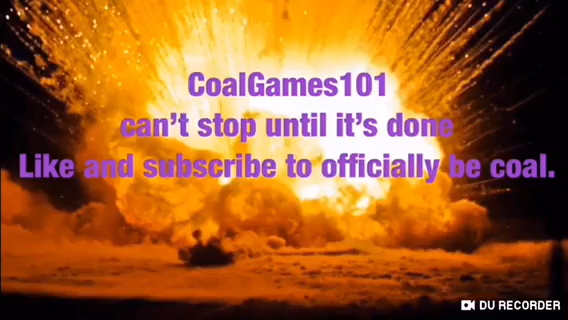 CoalGames101
can’t stop until it’s done
Like and subscribe to officially be coal.
DU RECORDER